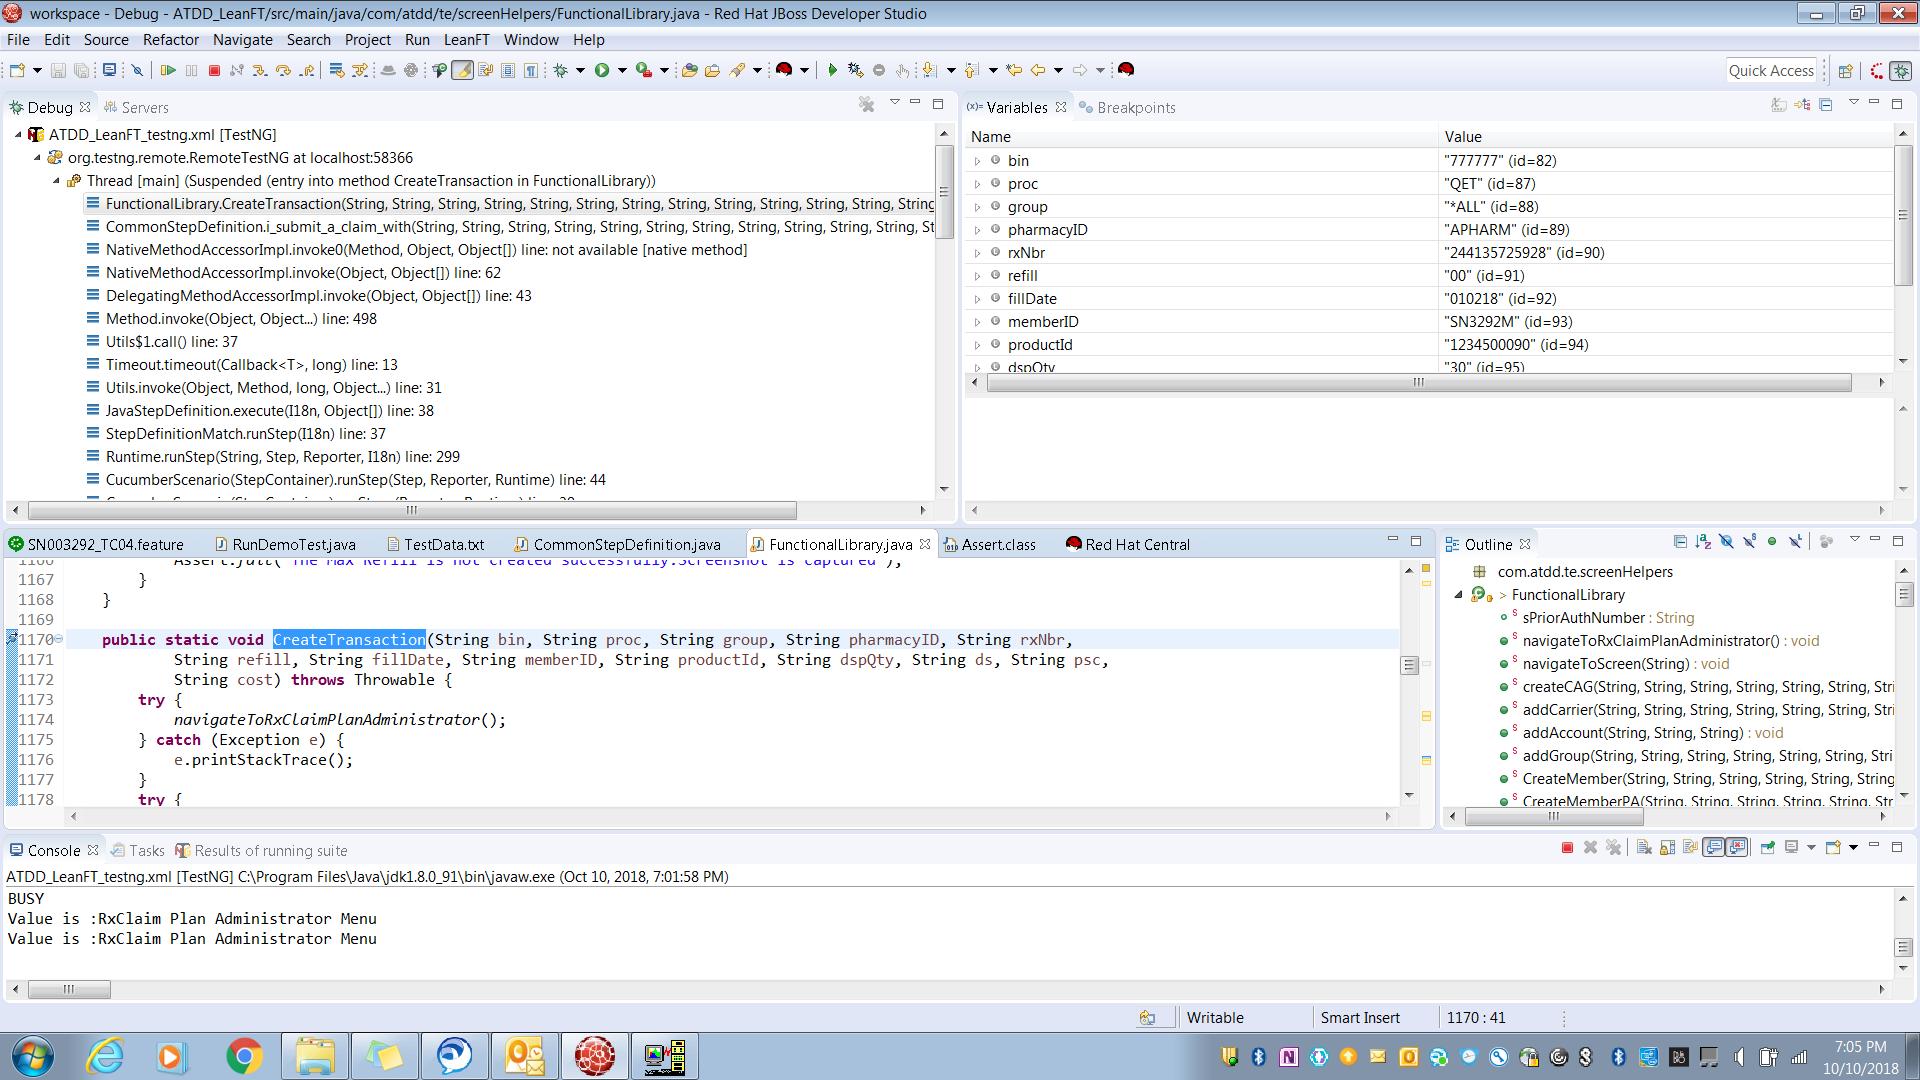 workspace - Debug - ATDD_LeanFT/src/main/java/com/atdd/te/screenHelpers/FunctionalLibrary.java - Red Hat JBoss Developer Studio
File Edit Source Refactor Navigate Search Project Run LeanFT Window Help
Quick Access
Debug Servers
ATDD_LeanFT_testng.xml [TestNG]
org.testng.remote.RemoteTestNG at localhost:58366
Thread [main] (Suspended (entry into method CreateTransaction in FunctionalLibrary))
FunctionalLibrary.CreateTransaction(String, String, String, String, String, String, String, String, String, String, String, String, String
CommonStepDefinition.i_submit_a_claim_with(String, String, String, String, String, String, String, String, String, String, String, St
NativeMethodAccessorImpl.invoke0(Method, Object, Object[]) line: not available [native method]
NativeMethodAccessorImpl.invoke(Object, Object[]) line: 62
DelegatingMethodAccessorImpl.invoke(Object, Object[]) line: 43
Method.invoke(Object, Object...) line: 498
Utils$1.call() line: 37
Timeout.timeout(Callback<T>, long) line: 13
Utils.invoke(Object, Method, long, Object...) line: 31
JavaStepDefinition.execute(I18n, Object[]) line: 38
StepDefinitionMatch.runStep(I18n) line: 37
Runtime.runStep(String, Step, Reporter, I18n) line: 299
CucumberScenario(StepContainer).runStep(Step, Reporter, Runtime) line: 44
Variables Breakpoints
Name Value
bin "777777" (id=82)
proc "QET" (id=87)
group "*ALL" (id=88)
pharmacyID "APHARM" (id=89)
rxNbr "244135725928" (id=90)
refill "00" (id=91)
fillDate "010218" (id=92)
memberID "SN3292M" (id=93)
productId "1234500090" (id=94)
dspQty "30" (id=95)
SN003292_TC04.feature RunDemoTest.java TestData.txt CommonStepDefinition.java FunctionalLibrary.java Assert.class Red Hat Central
1166 Assert.fail("The Max Refill is not created successfully.Screenshot is captured");
1167 }
1168 }
1169
1170 public static void CreateTransaction(String bin, String proc, String group, String pharmacyID, String rxNbr,
1171 String refill, String fillDate, String memberID, String productId, String dspQty, String ds, String psc,
1172 String cost) throws Throwable {
1173 try {
1174 navigateToRxClaimPlanAdministrator();
1175 } catch (Exception e) {
1176 e.printStackTrace();
1177 }
1178 try {
Outline
com.atdd.te.screenHelpers
> FunctionalLibrary
sPriorAuthNumber : String
navigateToRxClaimPlanAdministrator() : void
navigateToScreen(String) : void
createCAG(String, String, String, String, String, String, Stri
addCarrier(String, String, String, String, String, String, Stri
addAccount(String, String, String) : void
addGroup(String, String, String, String, String, String, Stri
CreateMember(String, String, String, String, String, String
CreateMemberPA(String, String, String, String, String, Str
Console Tasks Results of running suite
ATDD_LeanFT_testng.xml [TestNG] C:\Program Files\Java\jdk1.8.0_91\bin\javaw.exe (Oct 10, 2018, 7:01:58 PM)
BUSY
Value is :RxClaim Plan Administrator Menu
Value is :RxClaim Plan Administrator Menu
Writable Smart Insert 1170 : 41
7:05 PM
10/10/2018